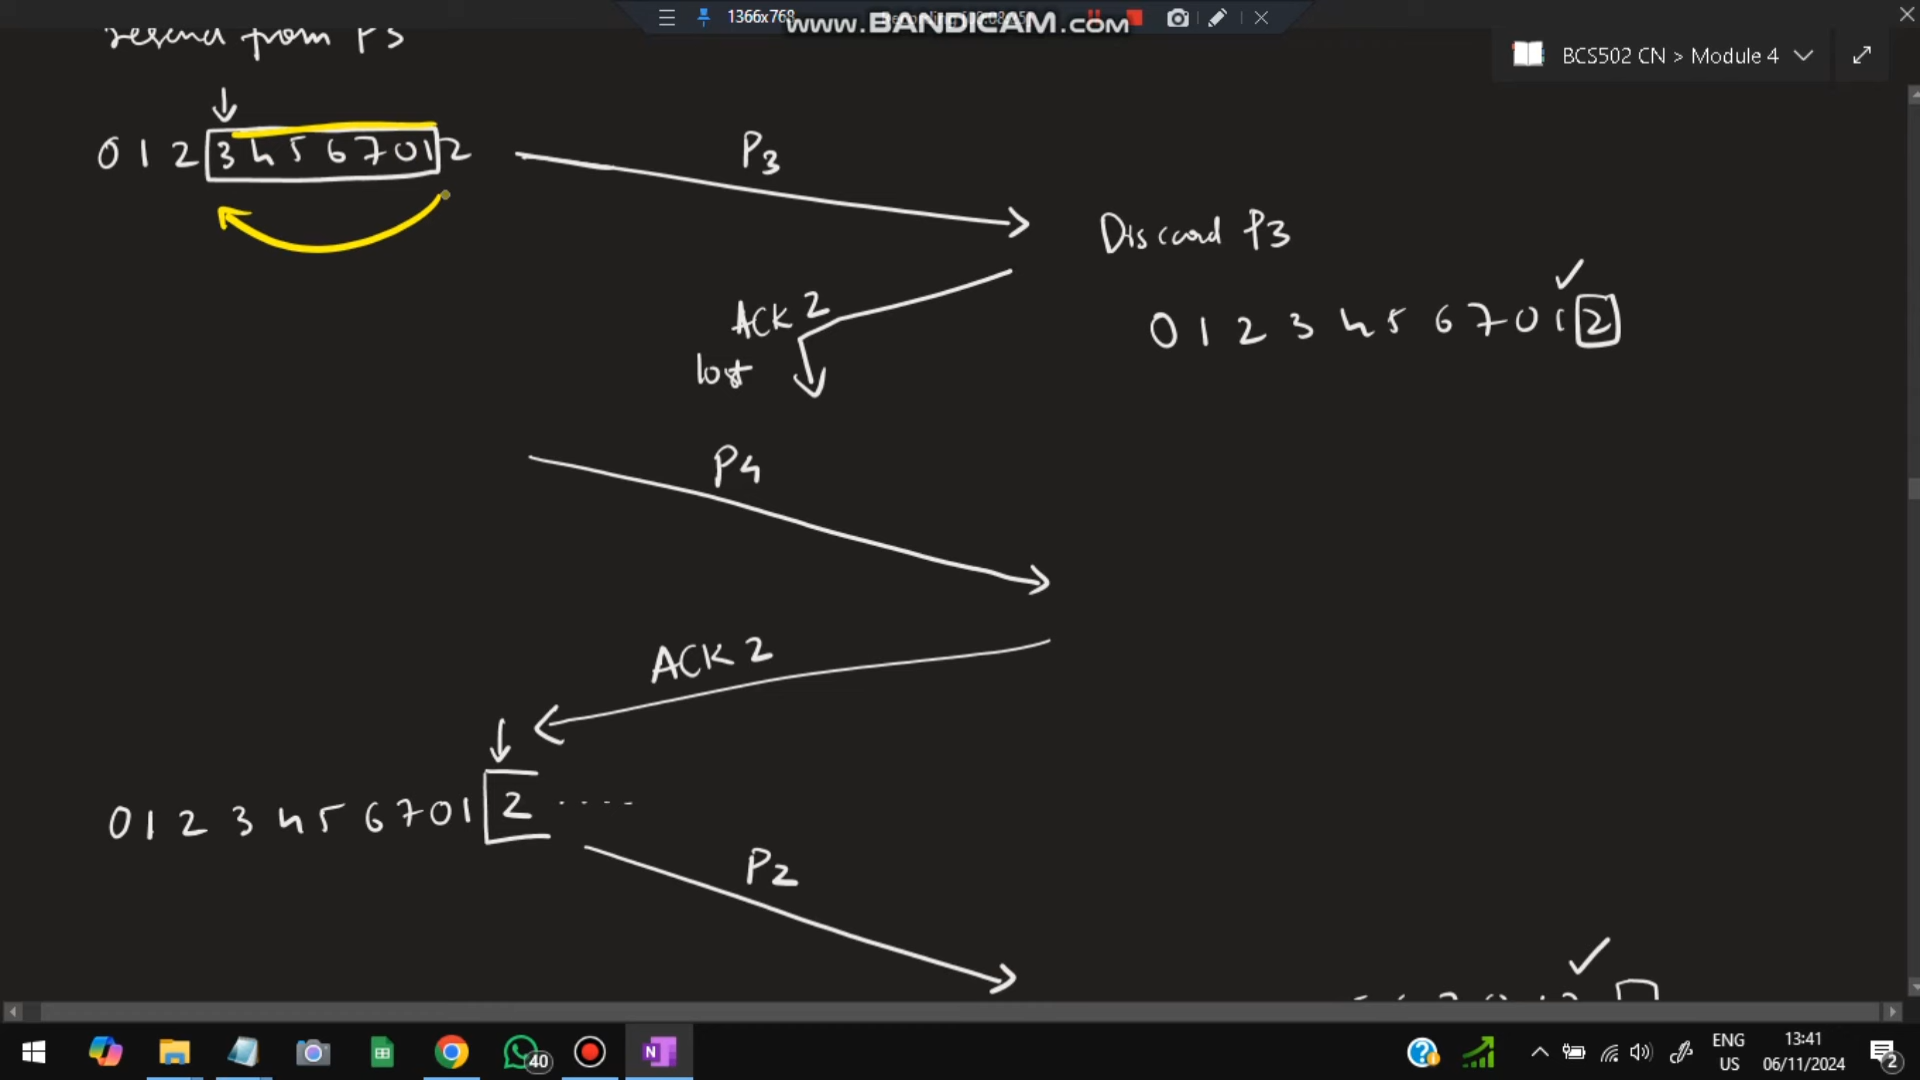 1366x768
www.BANDICAM.com
BCS502 CN > Module 4
resend from P3
0 1 2 3 4 5 6 7 0 1 2
P3
Discard P3
ACK 2
lost
0 1 2 3 4 5 6 7 0 1 2
P4
ACK 2
0 1 2 3 4 5 6 7 0 1 2 .....
P2
40
N
ENG
US
13:41
06/11/2024
2